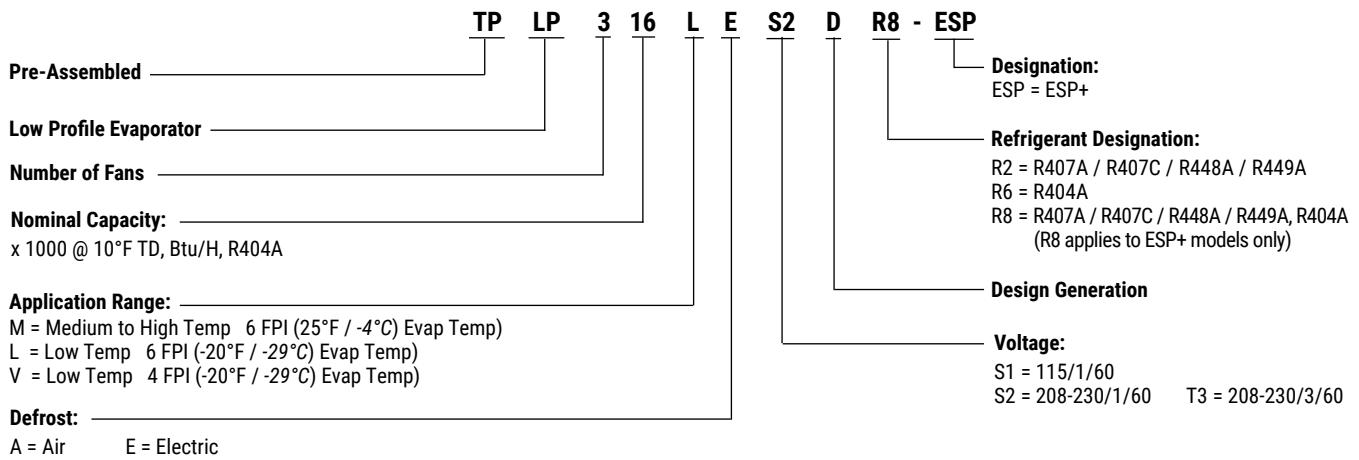 TP LP 3 16 L E S2 D R8 - ESP
Pre-Assembled
Low Profile Evaporator
Number of Fans
Nominal Capacity:
x 1000 @ 10°F TD, Btu/H, R404A
Application Range:
M = Medium to High Temp 6 FPI (25°F / -4°C) Evap Temp)
L = Low Temp 6 FPI (-20°F / -29°C) Evap Temp)
V = Low Temp 4 FPI (-20°F / -29°C) Evap Temp)
Defrost:
A = Air E = Electric
Designation:
ESP = ESP+
Refrigerant Designation:
R2 = R407A / R407C / R448A / R449A
R6 = R404A
R8 = R407A / R407C / R448A / R449A, R404A
(R8 applies to ESP+ models only)
Design Generation
Voltage:
S1 = 115/1/60
S2 = 208-230/1/60 T3 = 208-230/3/60